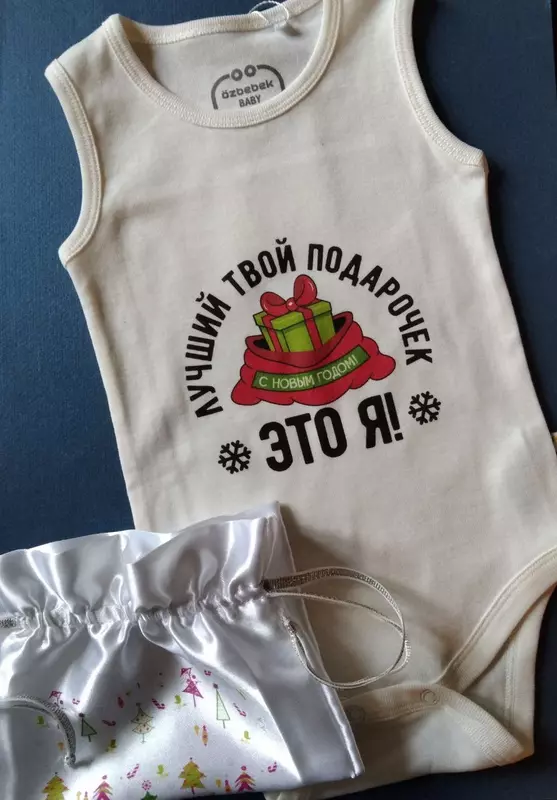 özbebek
BABY
ЛУЧШИЙ ТВОЙ ПОДАРОЧЕК
С НОВЫМ ГОДОМ!
ЭТО Я!